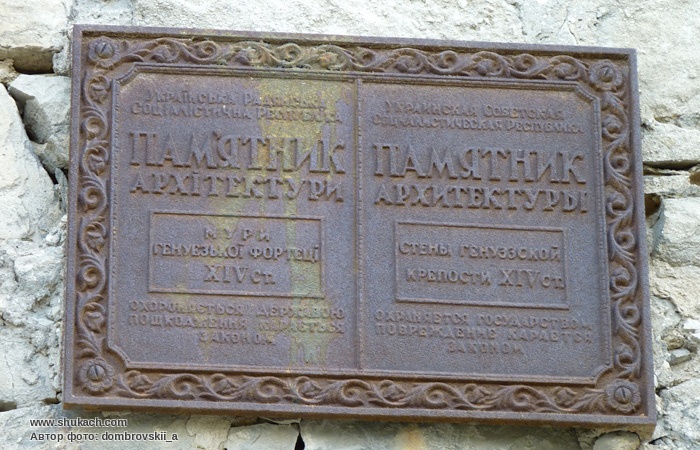 Українська Радянська
Соціалістична Республіка
ПАМ'ЯТНИК
АРХІТЕКТУРИ
МУРИ
ГЕНУЕЗЬКОЇ ФОРТЕЦІ
XIV СТ.
ОХОРОНЯЄТЬСЯ ДЕРЖАВОЮ
ПОШКОДЖЕННЯ КАРАЄТЬСЯ
ЗАКОНОМ
Украинская Советская
Социалистическая Республика
ПАМЯТНИК
АРХИТЕКТУРЫ
СТЕНЫ ГЕНУЭЗСКОЙ
КРЕПОСТИ XIV СТ.
ОХРАНЯЕТСЯ ГОСУДАРСТВОМ,
ПОВРЕЖДЕНИЕ КАРАЕТСЯ
ЗАКОНОМ
www.shukach.com
Автор фото: dombrovskii_a